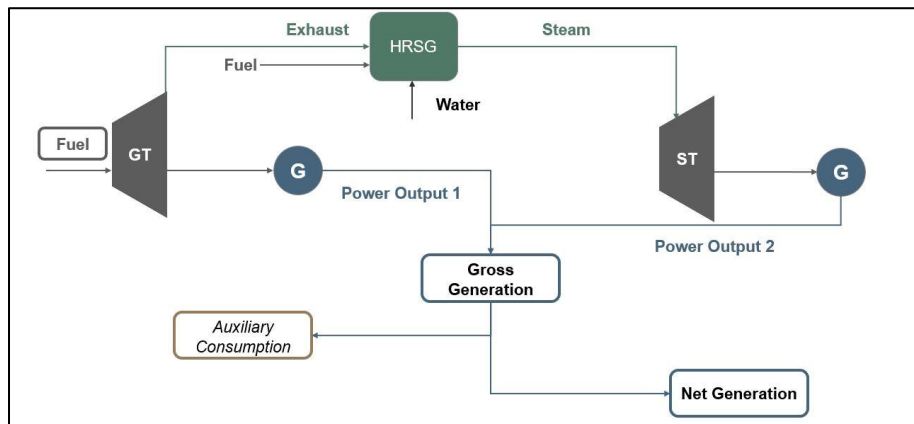 Exhaust
HRSG
Steam
Fuel
Water
Fuel
GT
G
ST
G
Power Output 1
Power Output 2
Gross
Generation
Auxiliary
Consumption
Net Generation